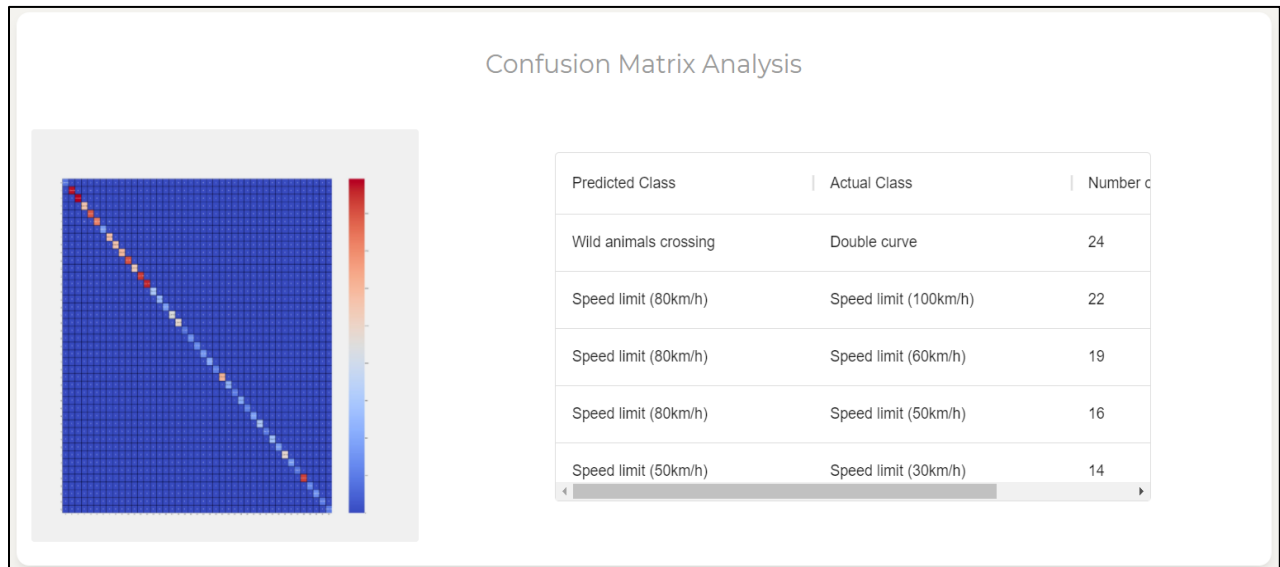 Confusion Matrix Analysis
Predicted Class Actual Class Number
Wild animals crossing Double curve 24
Speed limit (80km/h) Speed limit (100km/h) 22
Speed limit (80km/h) Speed limit (60km/h) 19
Speed limit (80km/h) Speed limit (50km/h) 16
Speed limit (50km/h) Speed limit (30km/h) 14